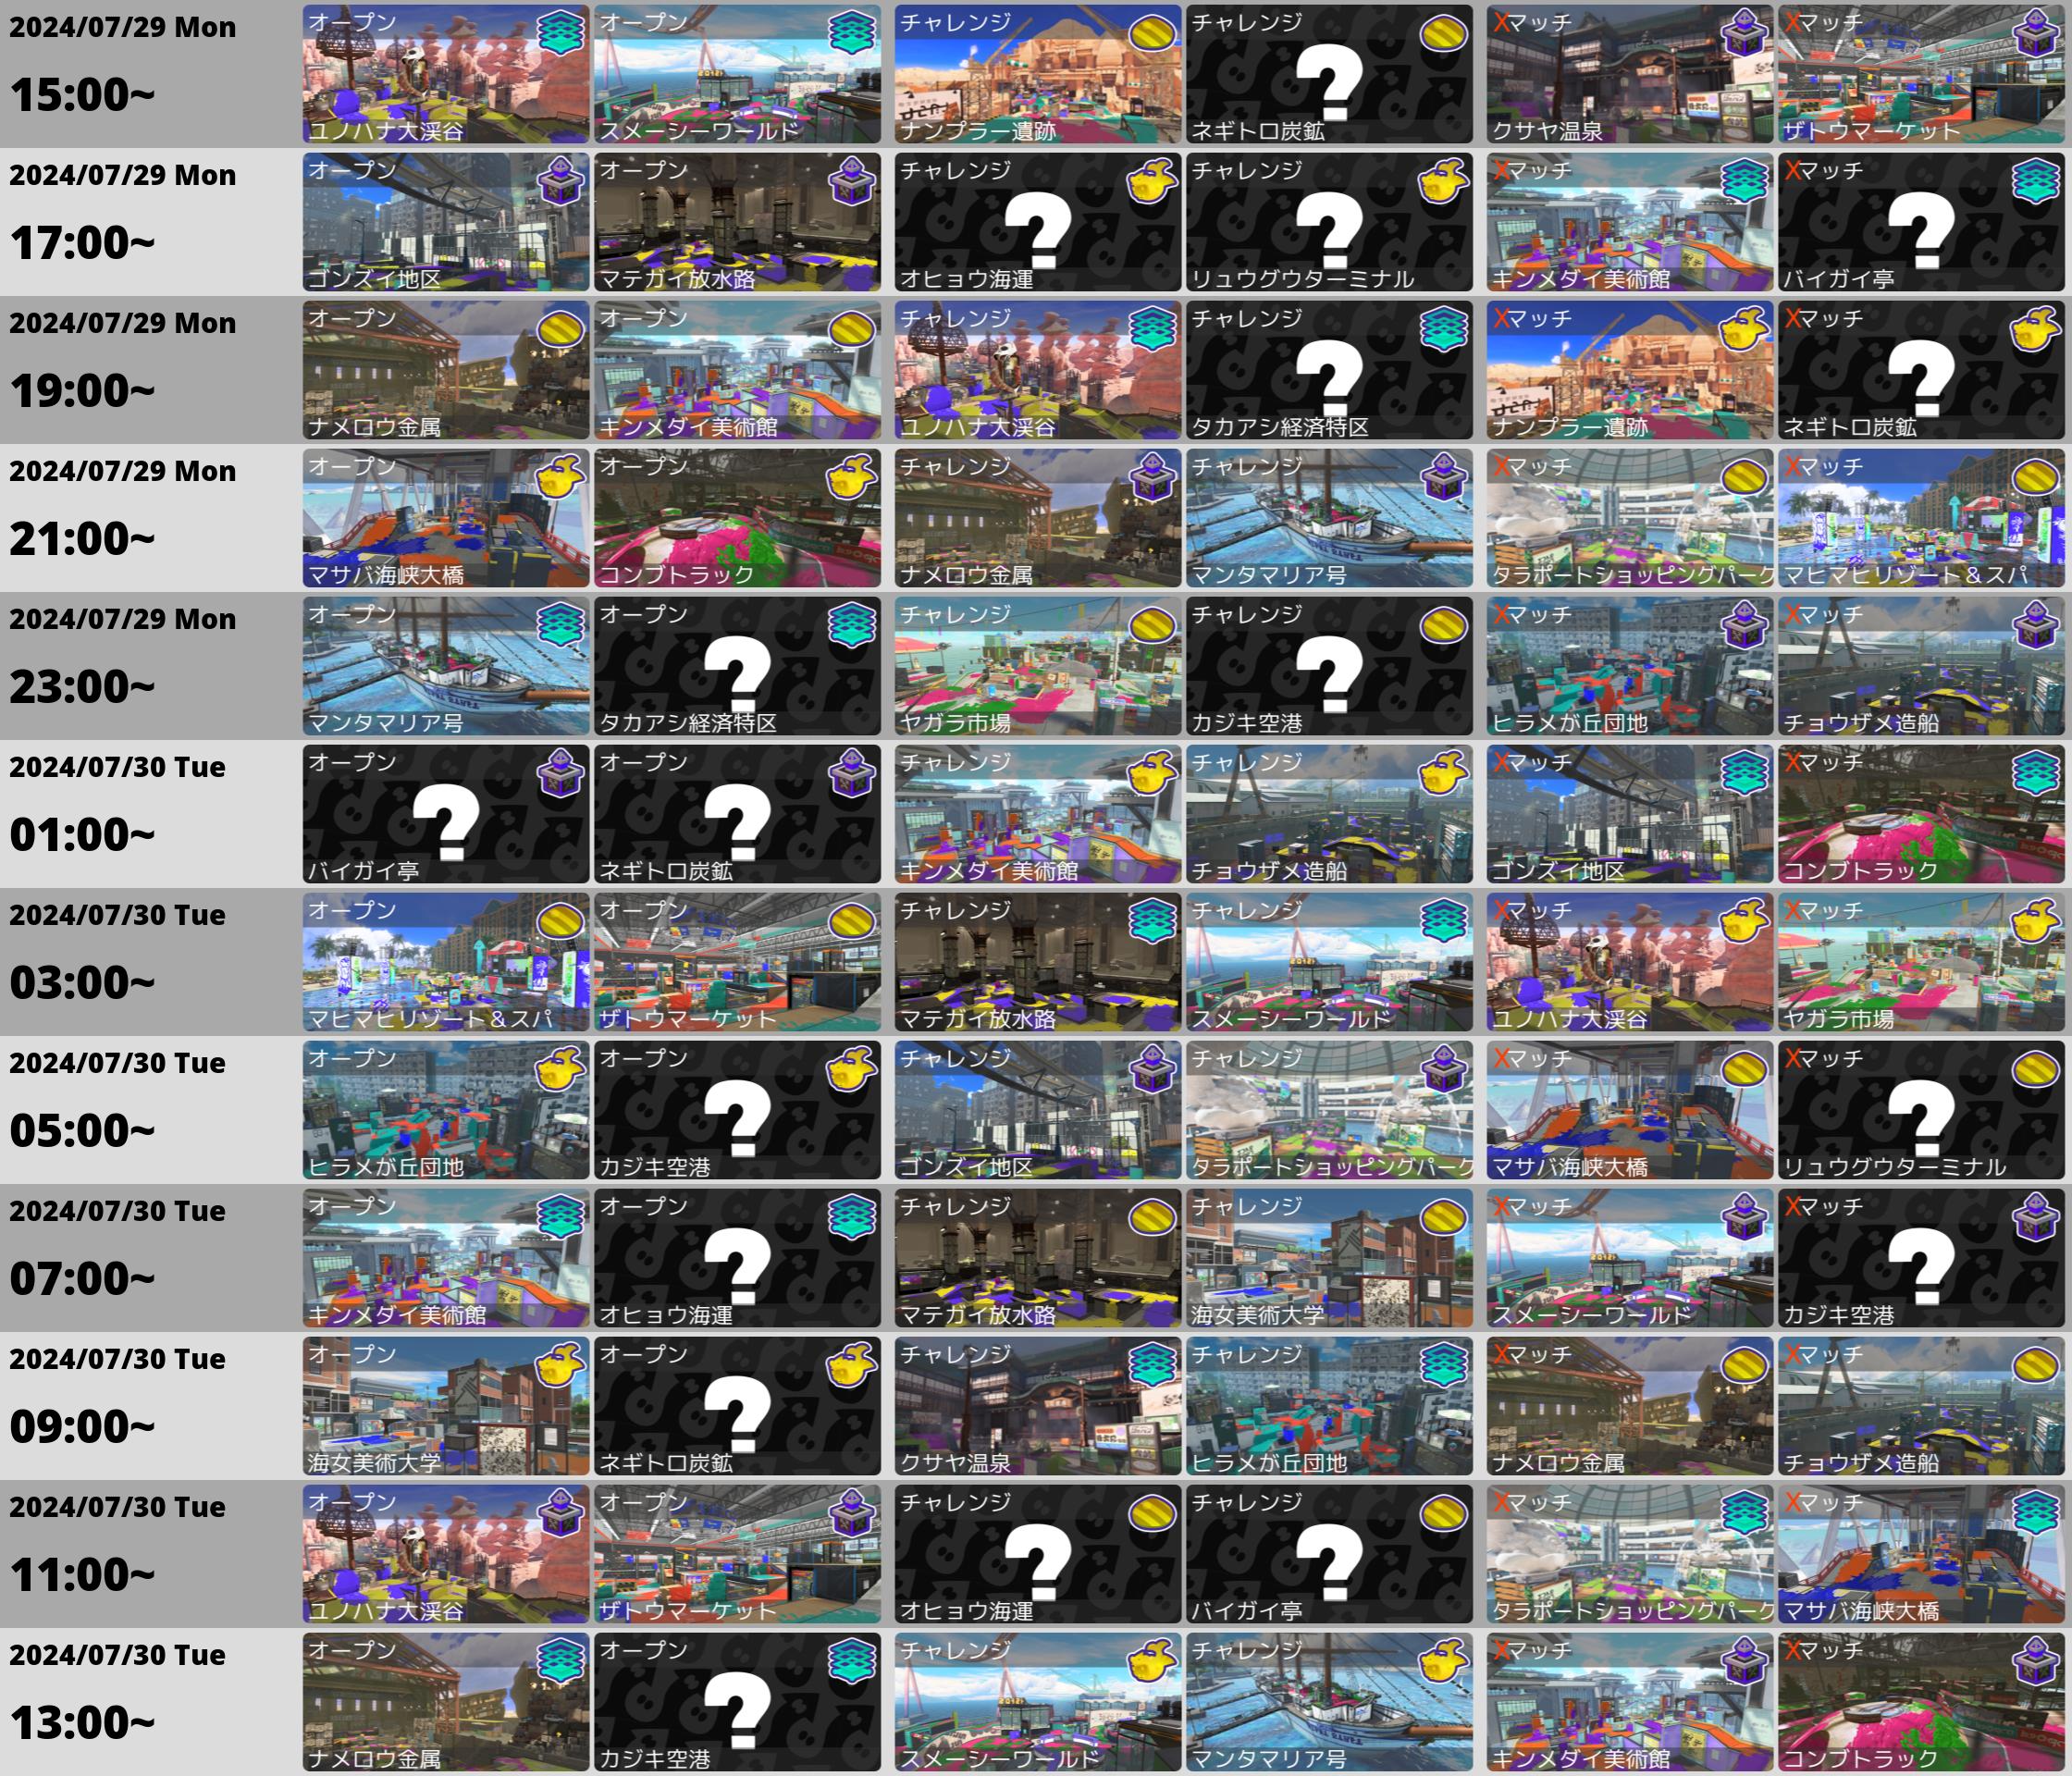 2024/07/29 Mon
15:00~
オープン オープン チャレンジ チャレンジ Xマッチ Xマッチ
ユノハナ大渓谷 スメーシーワールド ナンプラー遺跡 ネギトロ炭鉱 クサヤ温泉 ザトウマーケット
2024/07/29 Mon
17:00~
オープン オープン チャレンジ チャレンジ Xマッチ Xマッチ
ゴンズイ地区 マテガイ放水路 オヒョウ海運 リュウグウターミナル キンメダイ美術館 バイガイ亭
2024/07/29 Mon
19:00~
オープン オープン チャレンジ チャレンジ Xマッチ Xマッチ
ナメロウ金属 キンメダイ美術館 ユノハナ大渓谷 タカアシ経済特区 ナンプラー遺跡 ネギトロ炭鉱
2024/07/29 Mon
21:00~
オープン オープン チャレンジ チャレンジ Xマッチ Xマッチ
マサバ海峡大橋 コンブトラック ナメロウ金属 マンタマリア号 タラポートショッピングパーク マヒマヒリゾート&スパ
2024/07/29 Mon
23:00~
オープン オープン チャレンジ チャレンジ Xマッチ Xマッチ
マンタマリア号 タカアシ経済特区 ヤガラ市場 カジキ空港 ヒラメが丘団地 チョウザメ造船
2024/07/30 Tue
01:00~
オープン オープン チャレンジ チャレンジ Xマッチ Xマッチ
バイガイ亭 ネギトロ炭鉱 キンメダイ美術館 チョウザメ造船 ゴンズイ地区 コンブトラック
2024/07/30 Tue
03:00~
オープン オープン チャレンジ チャレンジ Xマッチ Xマッチ
マヒマヒリゾート&スパ ザトウマーケット マテガイ放水路 スメーシーワールド ユノハナ大渓谷 ヤガラ市場
2024/07/30 Tue
05:00~
オープン オープン チャレンジ チャレンジ Xマッチ Xマッチ
ヒラメが丘団地 カジキ空港 ゴンズイ地区 タラポートショッピングパーク マサバ海峡大橋 リュウグウターミナル
2024/07/30 Tue
07:00~
オープン オープン チャレンジ チャレンジ Xマッチ Xマッチ
キンメダイ美術館 オヒョウ海運 マテガイ放水路 海女美術大学 スメーシーワールド カジキ空港
2024/07/30 Tue
09:00~
オープン オープン チャレンジ チャレンジ Xマッチ Xマッチ
海女美術大学 ネギトロ炭鉱 クサヤ温泉 ヒラメが丘団地 ナメロウ金属 チョウザメ造船
2024/07/30 Tue
11:00~
オープン オープン チャレンジ チャレンジ Xマッチ Xマッチ
ユノハナ大渓谷 ザトウマーケット オヒョウ海運 バイガイ亭 タラポートショッピングパーク マサバ海峡大橋
2024/07/30 Tue
13:00~
オープン オープン チャレンジ チャレンジ Xマッチ Xマッチ
ナメロウ金属 カジキ空港 スメーシーワールド マンタマリア号 キンメダイ美術館 コンブトラック